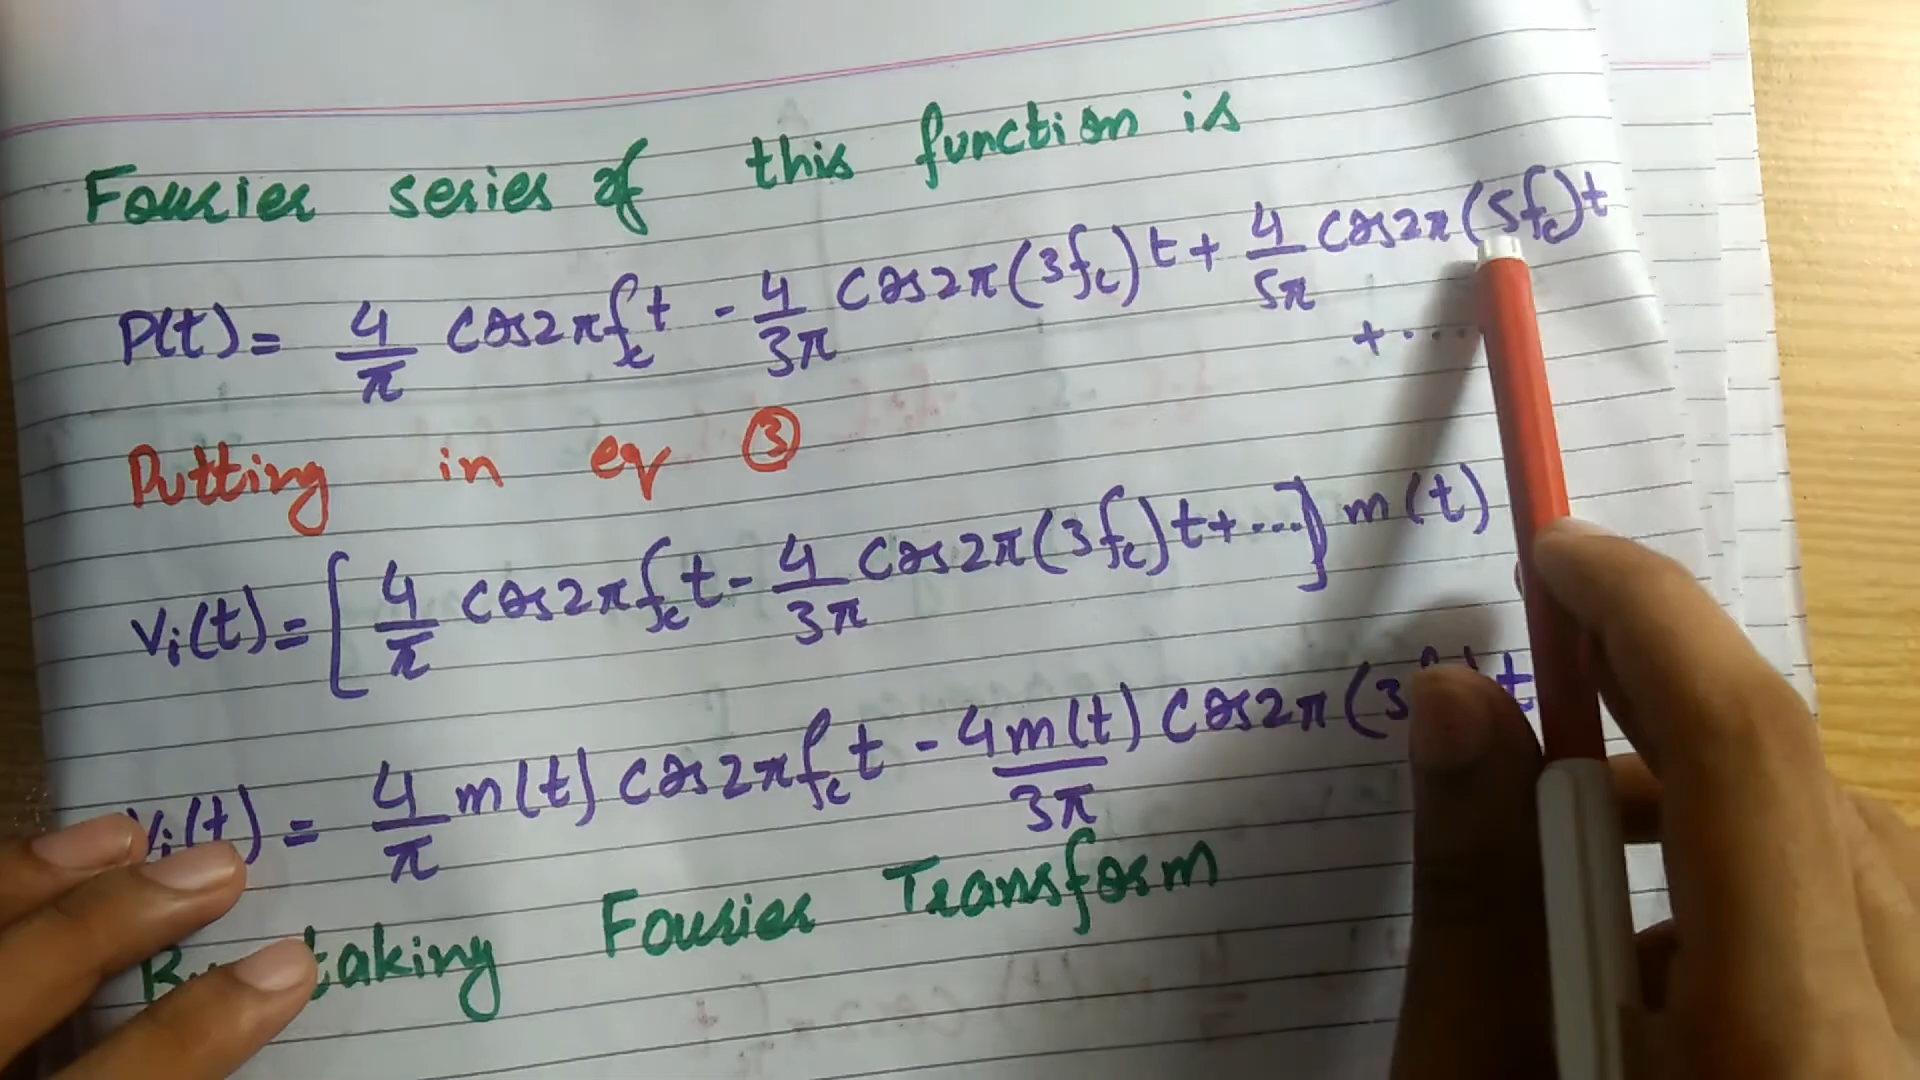 Fourier series of this function is
P(t) = 4/π cos2πfct - 4/3π cos2π(3fc)t + 4/5π cos2π(5fc)t
+ ....
Putting in eq ③
Vi(t) = [4/π cos2πfct - 4/3π cos2π(3fc)t + ...] m(t)
Vi(t) = 4/π m(t) cos2πfct - 4m(t)/3π cos2π(3 t
taking Fourier Transform